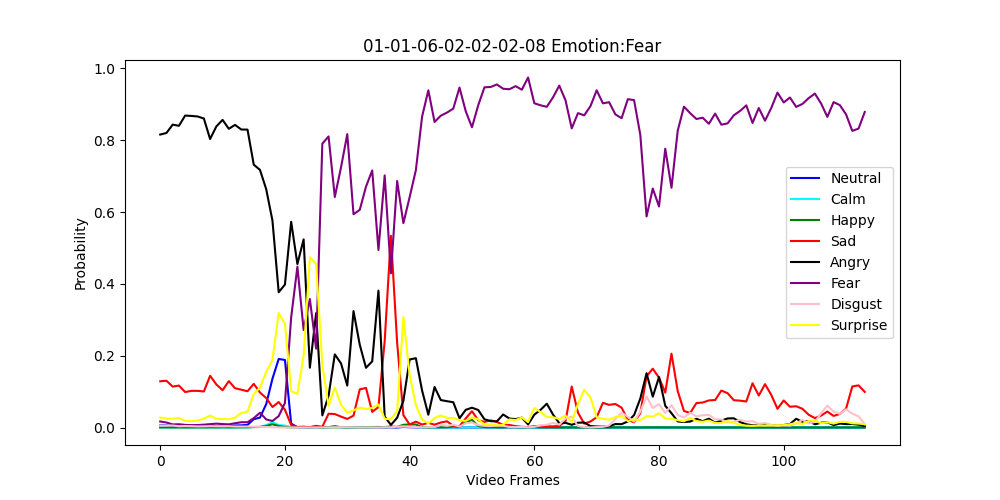 01-01-06-02-02-02-08 Emotion:Fear
1.0
0.8
0.6
0.4
0.2
0.0
Probability
0 20 40 60 80 100
Video Frames
Neutral
Calm
Happy
Sad
Angry
Fear
Disgust
Surprise